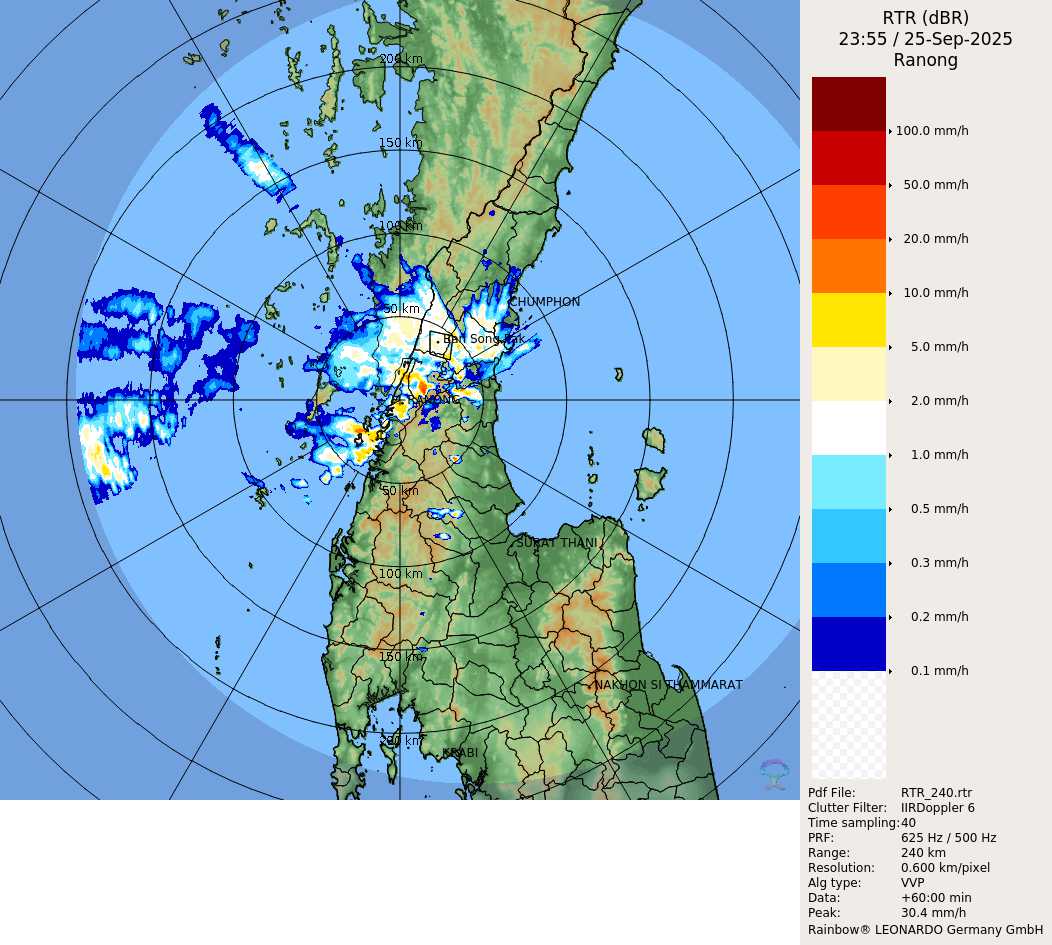 RTR (dBR)
23:55 / 25-Sep-2025
Ranong
200 km
150 km
100 km
50 km
CHUMPHON
Ban Song Pak
RANONG
50 km
SURAT THANI
100 km
150 km
NAKHON SI THAMMARAT
200 km
KRABI
100.0 mm/h
50.0 mm/h
20.0 mm/h
10.0 mm/h
5.0 mm/h
2.0 mm/h
1.0 mm/h
0.5 mm/h
0.3 mm/h
0.2 mm/h
0.1 mm/h
Pdf File: RTR_240.rtr
Clutter Filter: IIRDoppler 6
Time sampling: 40
PRF: 625 Hz / 500 Hz
Range: 240 km
Resolution: 0.600 km/pixel
Alg type: VVP
Data: +60:00 min
Peak: 30.4 mm/h
Rainbow® LEONARDO Germany GmbH